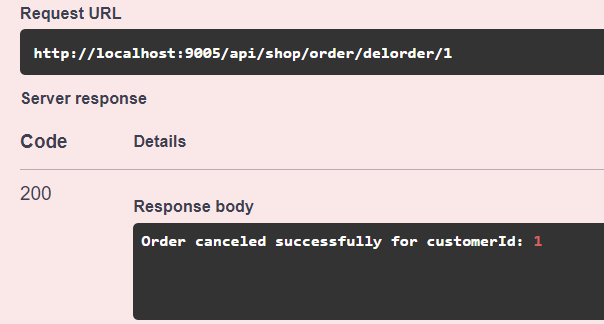 Request URL
http://localhost:9005/api/shop/order/delorder/1
Server response
Code Details
200
Response body
Order canceled successfully for customerId: 1